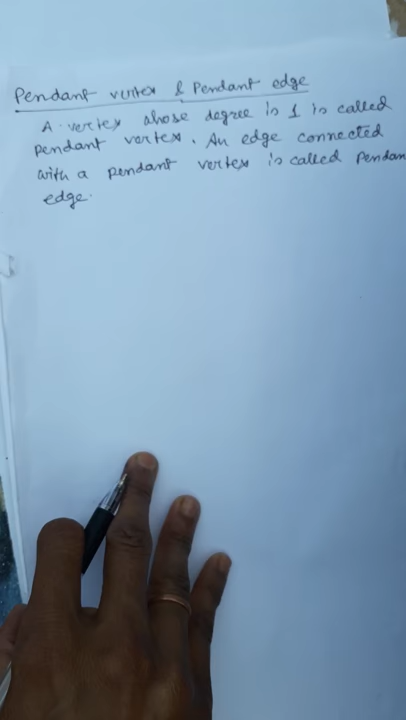 Pendant vertex & Pendant edge
A vertex whose degree is 1 is called
pendant vertex. An edge connected
with a pendant vertex is called Pendan
edge.